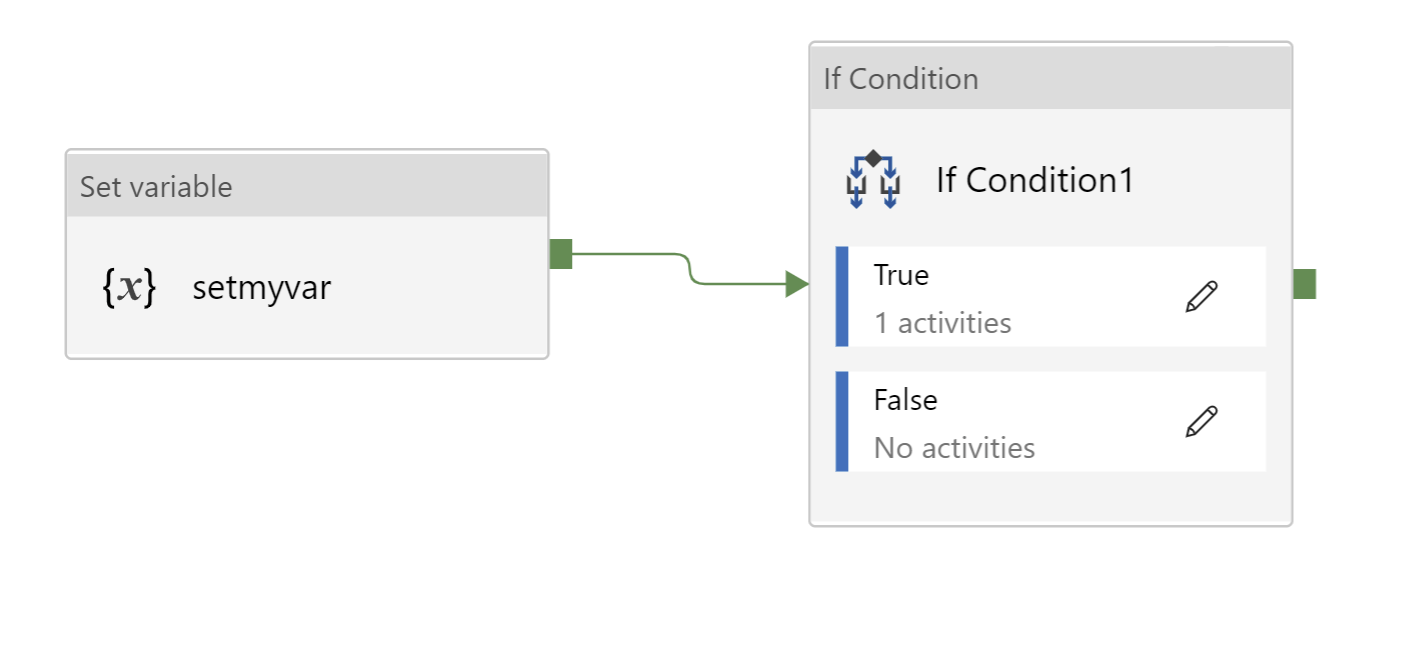 Set variable
{x} setmyvar
If Condition
If Condition1
True
1 activities
False
No activities